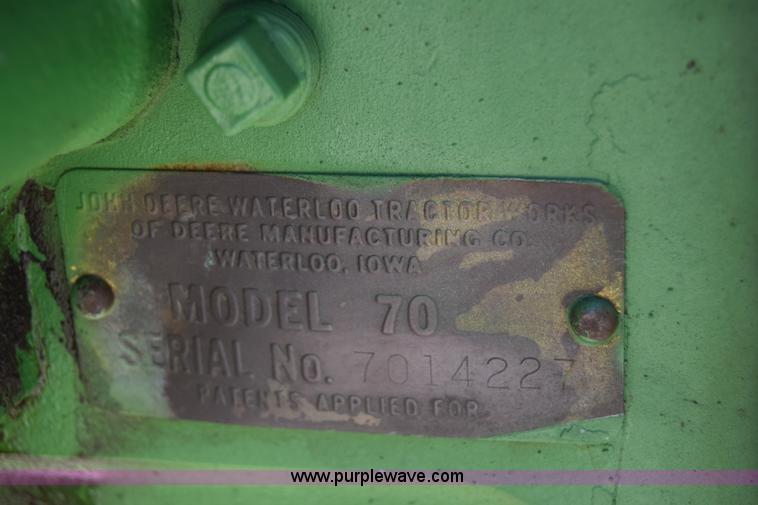 JOHN DEERE WATERLOO TRACTOR WORKS
OF DEERE MANUFACTURING CO.
WATERLOO, IOWA
MODEL 70
SERIAL No. 7014227
PATENTS APPLIED FOR
www.purplewave.com